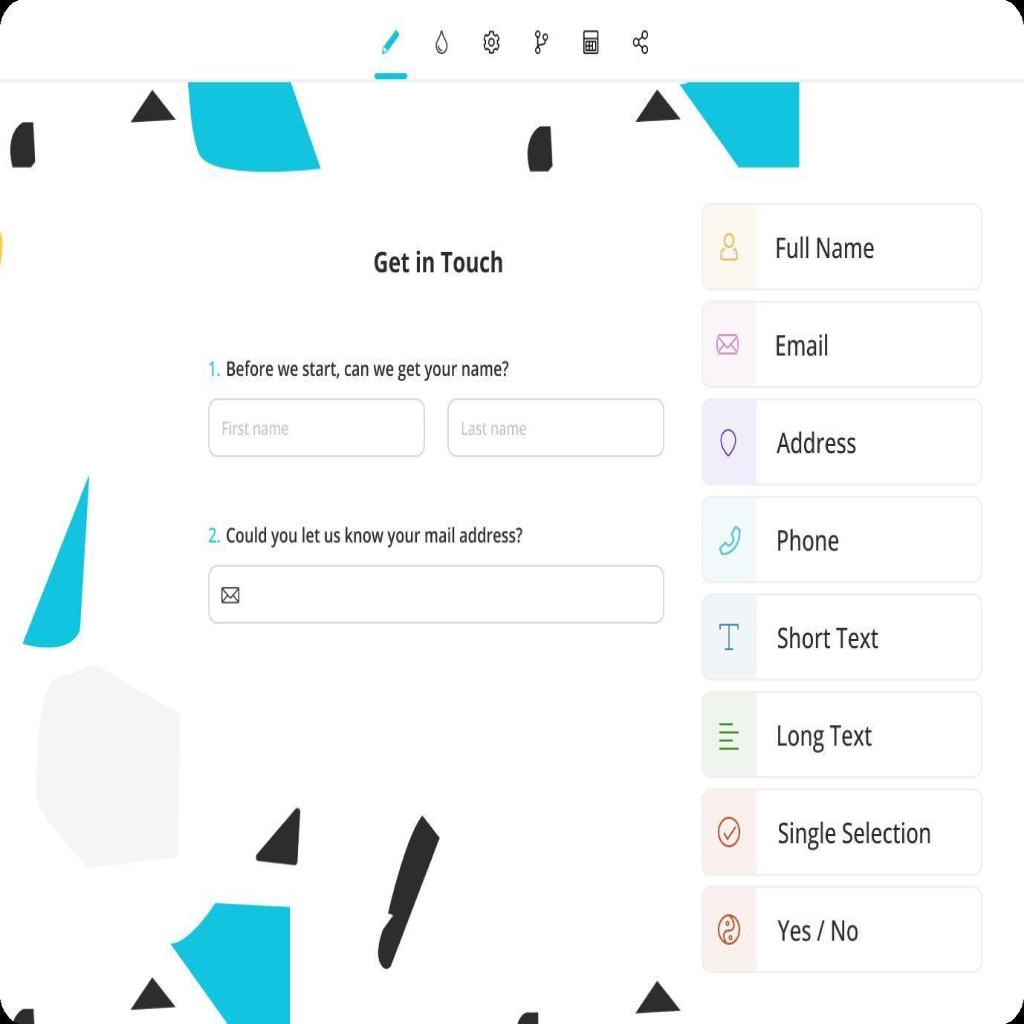 Get in Touch
1. Before we start, can we get your name?
First name
Last name
2. Could you let us know your mail address?
Full Name
Email
Address
Phone
Short Text
Long Text
Single Selection
Yes / No